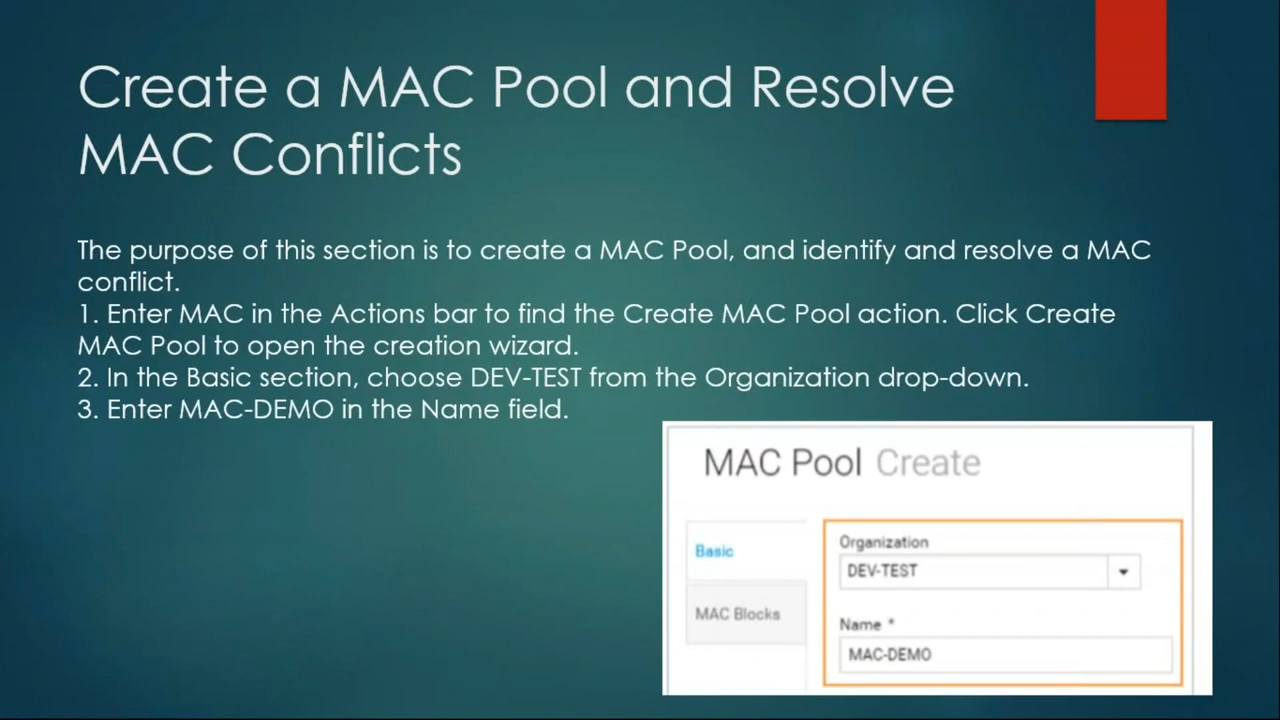 Create a MAC Pool and Resolve
MAC Conflicts
The purpose of this section is to create a MAC Pool, and identify and resolve a MAC
conflict.
1. Enter MAC in the Actions bar to find the Create MAC Pool action. Click Create
MAC Pool to open the creation wizard.
2. In the Basic section, choose DEV-TEST from the Organization drop-down.
3. Enter MAC-DEMO in the Name field.
MAC Pool Create
Basic
Organization
DEV-TEST
MAC Blocks
Name *
MAC-DEMO